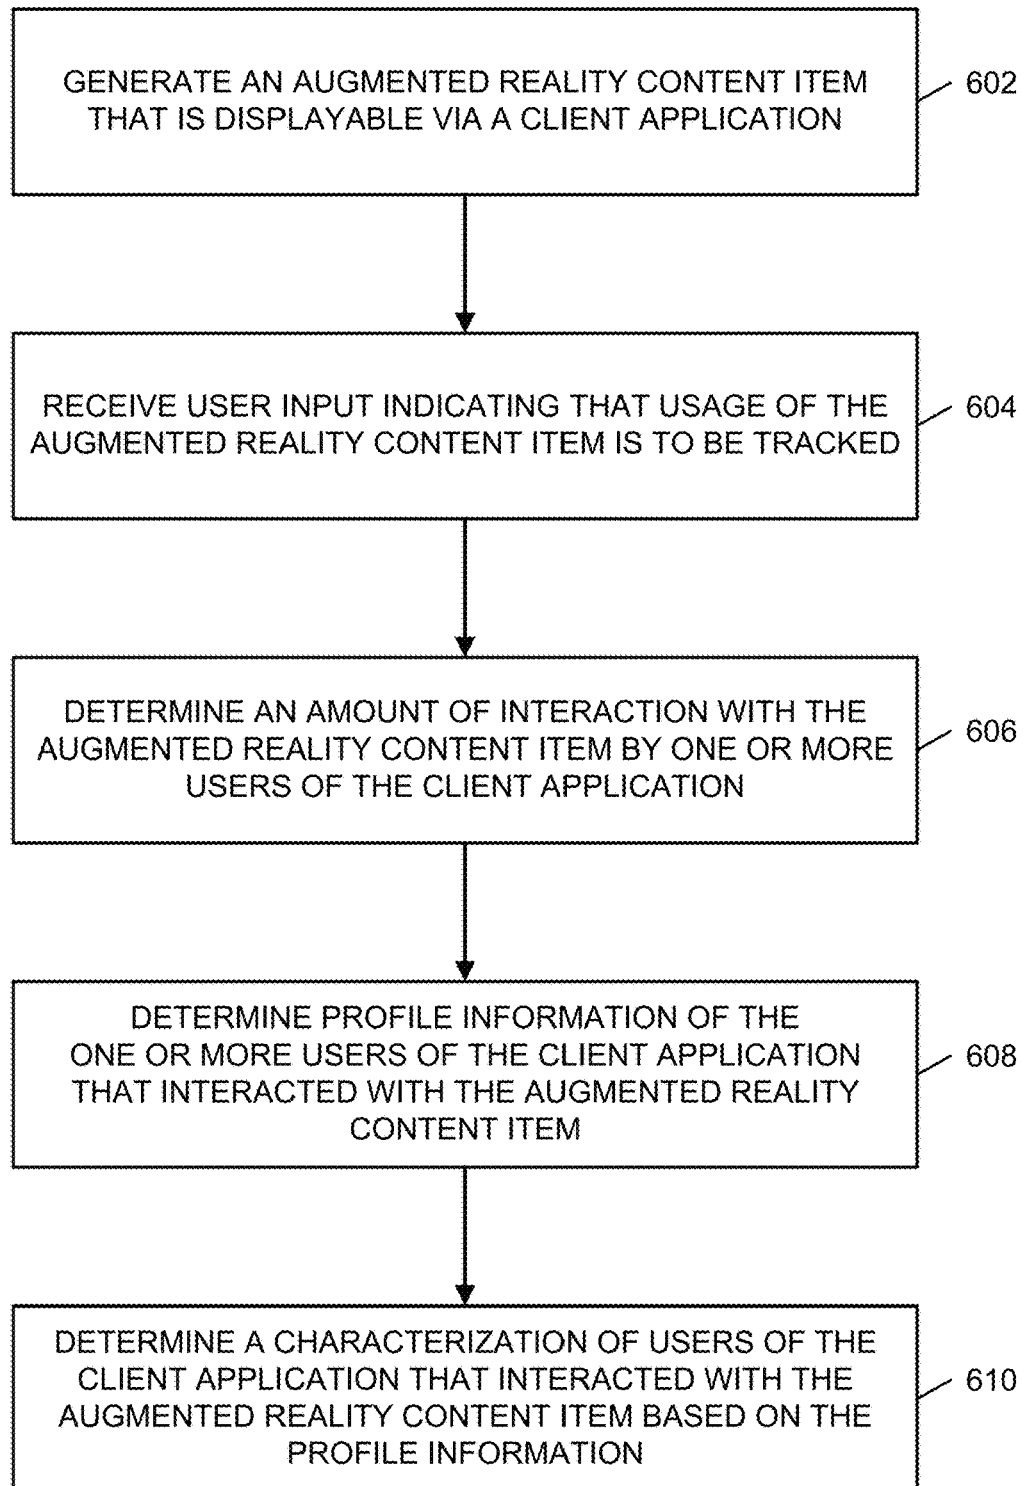 GENERATE AN AUGMENTED REALITY CONTENT ITEM
THAT IS DISPLAYABLE VIA A CLIENT APPLICATION
602
RECEIVE USER INPUT INDICATING THAT USAGE OF THE
AUGMENTED REALITY CONTENT ITEM IS TO BE TRACKED
604
DETERMINE AN AMOUNT OF INTERACTION WITH THE
AUGMENTED REALITY CONTENT ITEM BY ONE OR MORE
USERS OF THE CLIENT APPLICATION
606
DETERMINE PROFILE INFORMATION OF THE
ONE OR MORE USERS OF THE CLIENT APPLICATION
THAT INTERACTED WITH THE AUGMENTED REALITY
CONTENT ITEM
608
DETERMINE A CHARACTERIZATION OF USERS OF THE
CLIENT APPLICATION THAT INTERACTED WITH THE
AUGMENTED REALITY CONTENT ITEM BASED ON THE
PROFILE INFORMATION
610